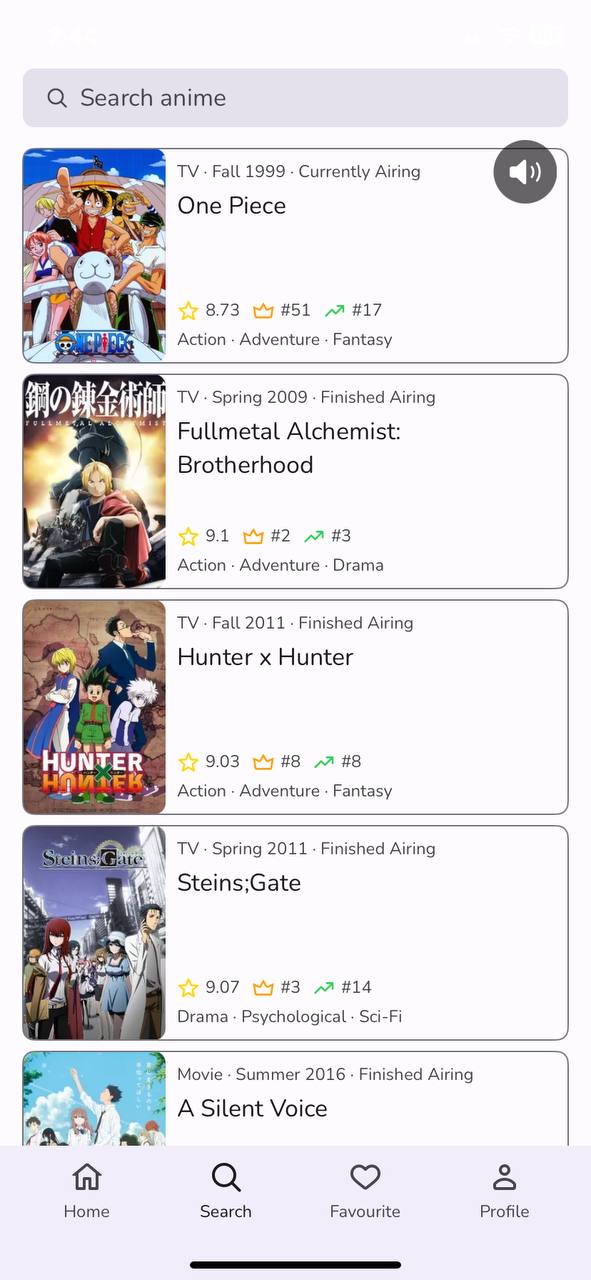 Search anime
TV · Fall 1999 · Currently Airing
One Piece
8.73 #51 #17
Action · Adventure · Fantasy
ONE PIECE
鋼の錬金術師
FULLMETAL ALCHEMIST
TV · Spring 2009 · Finished Airing
Fullmetal Alchemist:
Brotherhood
9.1 #2 #3
Action · Adventure · Drama
TV · Fall 2011 · Finished Airing
Hunter x Hunter
9.03 #8 #8
Action · Adventure · Fantasy
HUNTER
×
HUNTER
TV · Spring 2011 · Finished Airing
Steins;Gate
Steins;Gate
9.07 #3 #14
Drama · Psychological · Sci-Fi
Movie · Summer 2016 · Finished Airing
A Silent Voice
Home Search Favourite Profile